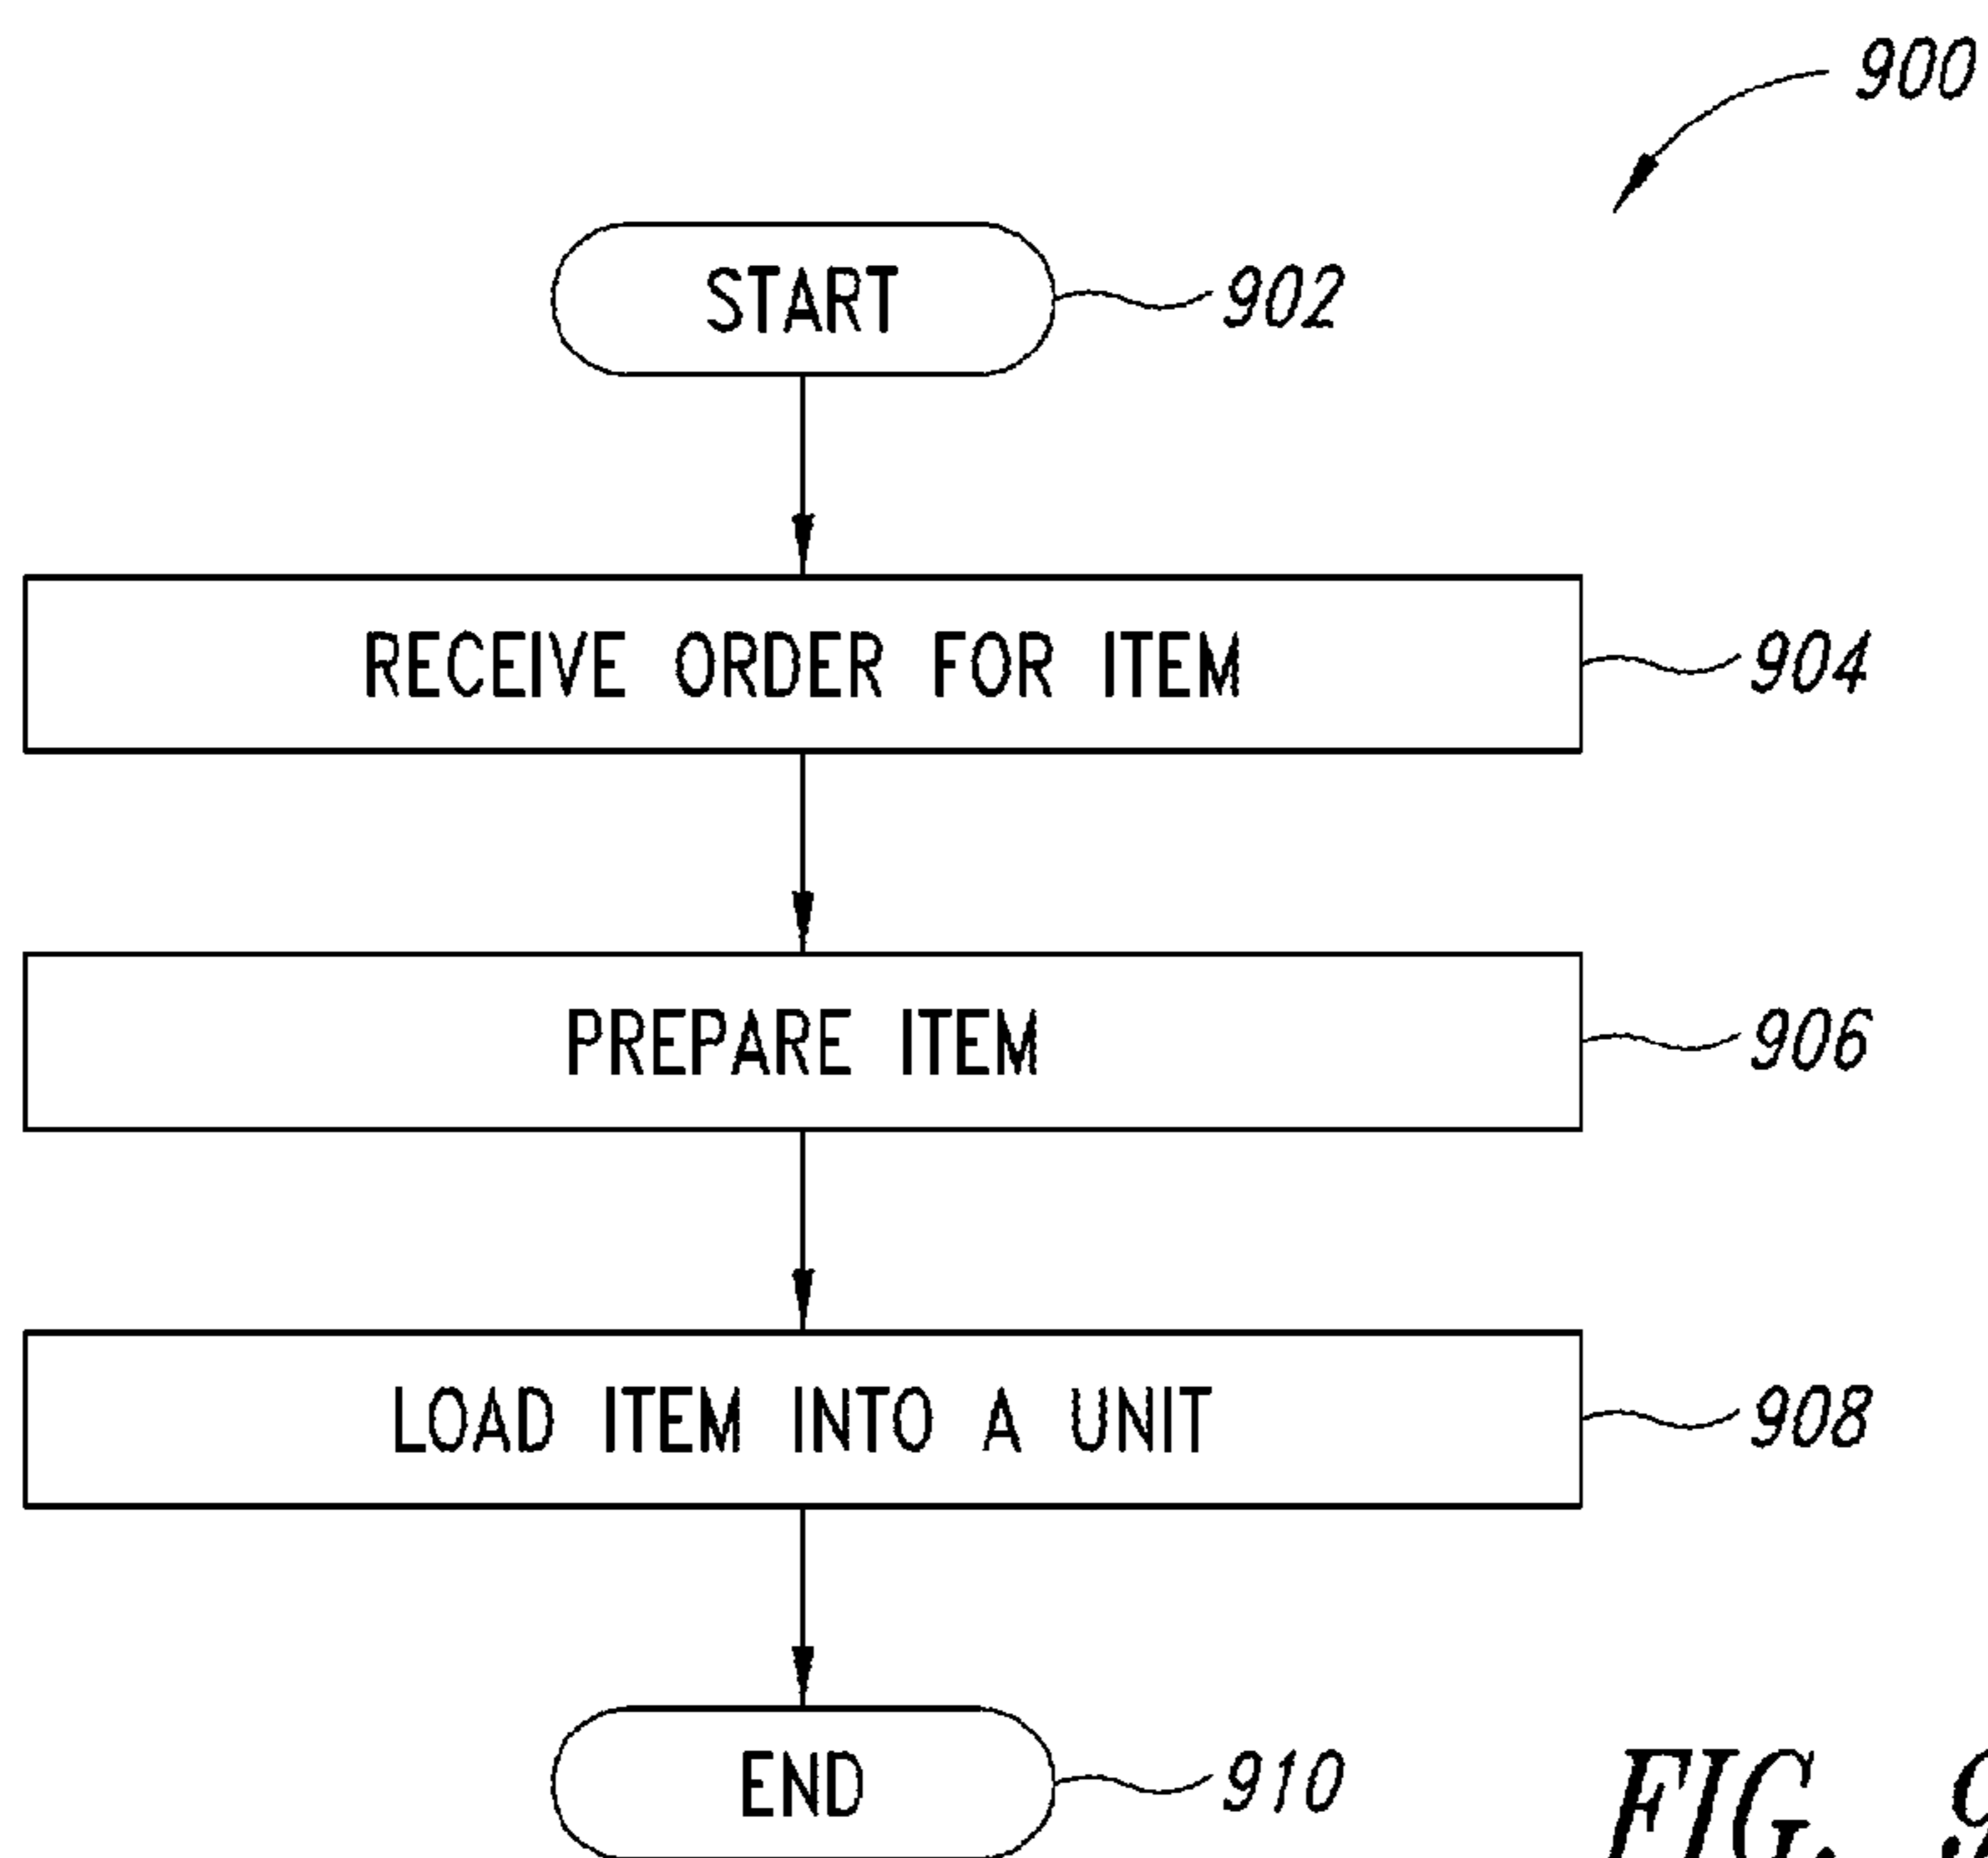 900
START
902
RECEIVE ORDER FOR ITEM
904
PREPARE ITEM
906
LOAD ITEM INTO A UNIT
908
END
910
FIG. 9